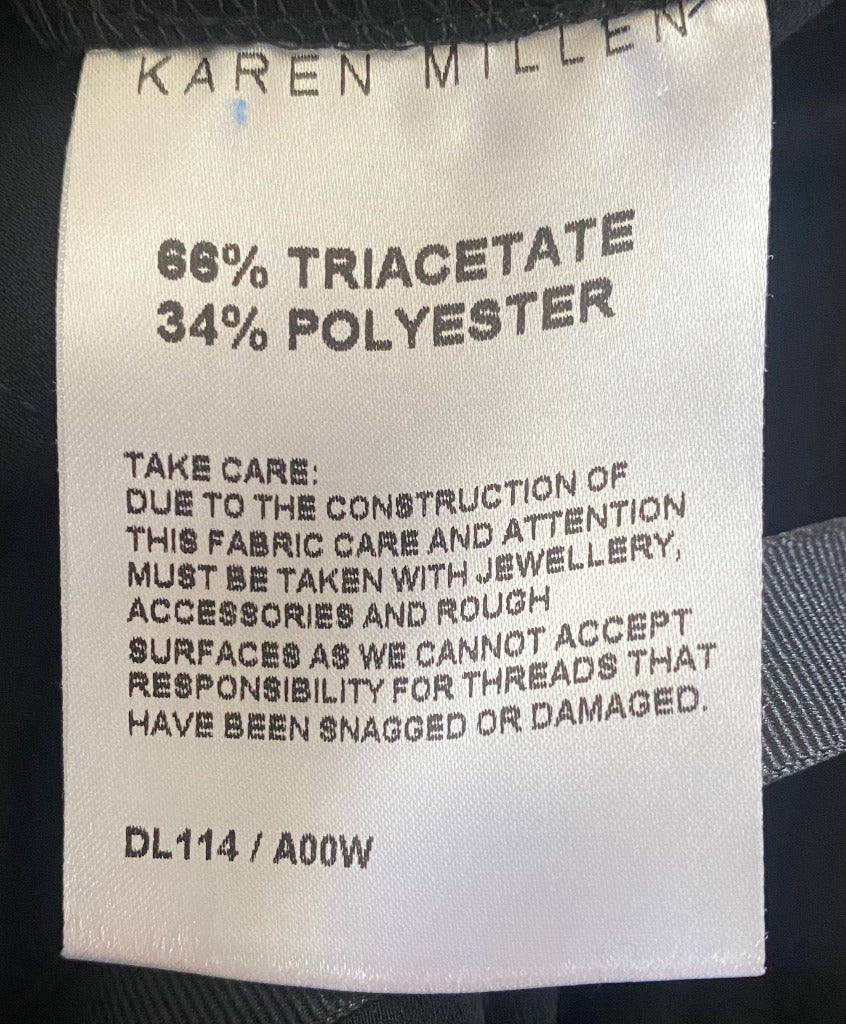 KAREN MILLEN
66% TRIACETATE
34% POLYESTER
TAKE CARE:
DUE TO THE CONSTRUCTION OF
THIS FABRIC CARE AND ATTENTION
MUST BE TAKEN WITH JEWELLERY,
ACCESSORIES AND ROUGH
SURFACES AS WE CANNOT ACCEPT
RESPONSIBILITY FOR THREADS THAT
HAVE BEEN SNAGGED OR DAMAGED.
DL114 / A00W